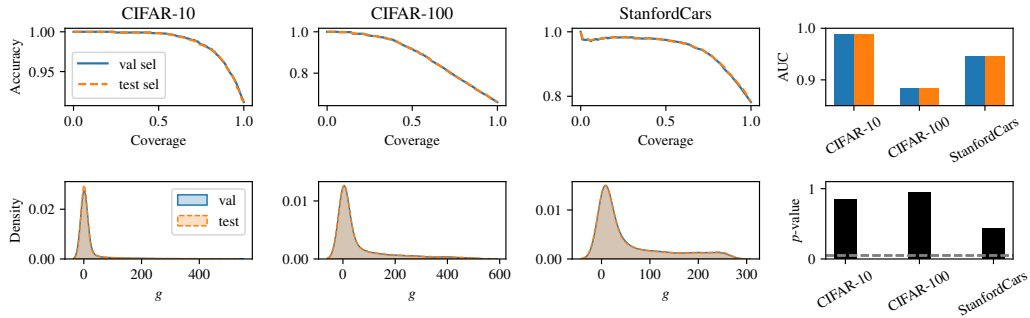 CIFAR-10
CIFAR-100
StanfordCars
Accuracy
1.00
0.95
val sel
test sel
0.0
0.5
1.0
Coverage
1.0
0.8
0.0
0.5
1.0
Coverage
1.0
0.8
0.0
0.5
1.0
Coverage
AUC
0.9
CIFAR-10
CIFAR-100
StanfordCars
Density
0.02
0.00
val
test
0
200
400
g
0.01
0.00
0
200
400
600
g
0.01
0.00
0
100
200
300
g
p-value
1
0
CIFAR-10
CIFAR-100
StanfordCars